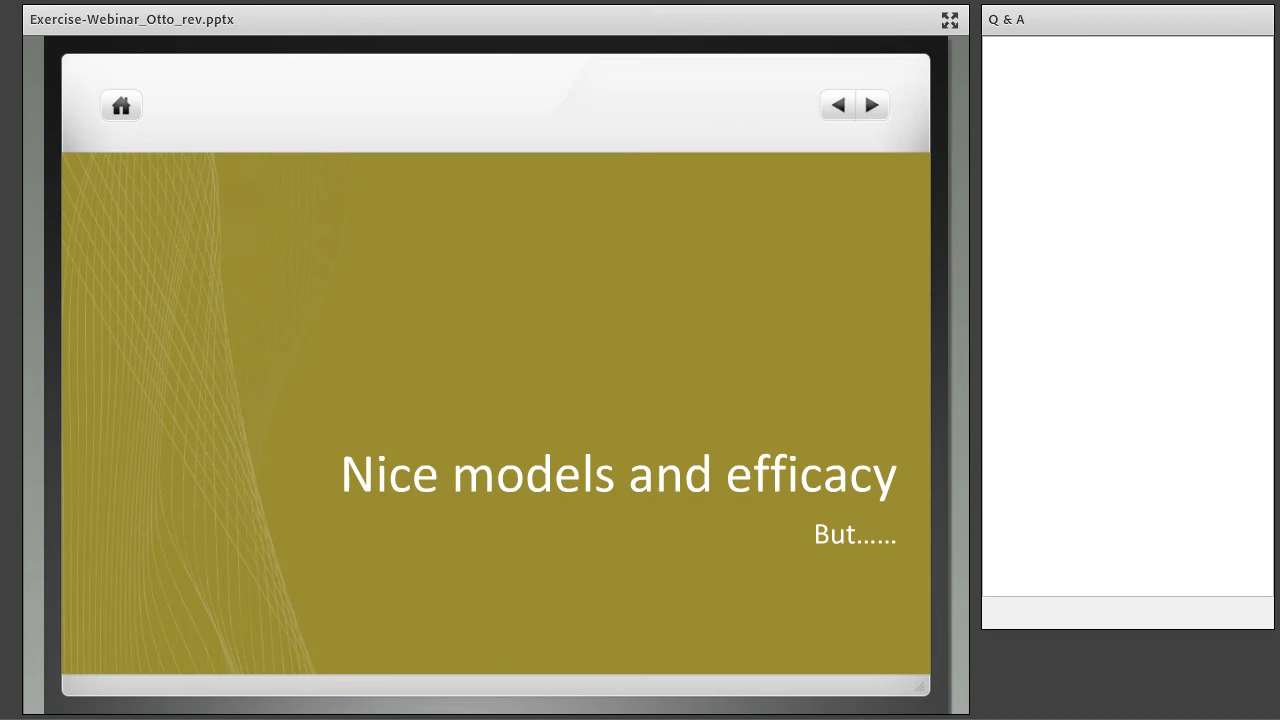 Exercise-Webinar_Otto_rev.pptx
Q & A
Nice models and efficacy
But......